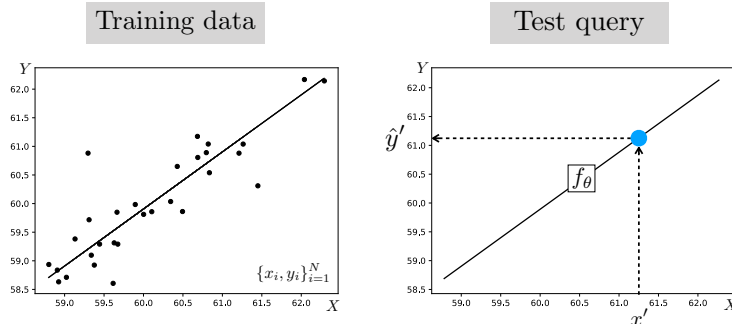 Training data
Test query
Y
62.0
61.5
61.0
60.5
60.0
59.5
59.0
58.5
59.0 59.5 60.0 60.5 61.0 61.5 62.0
X
{x_i, y_i}_{i=1}^N
Y
62.0
61.5
61.0
60.5
60.0
59.5
59.0
58.5
59.0 59.5 60.0 60.5 61.0 61.5 62.0
X
ŷ′
f_θ
x′